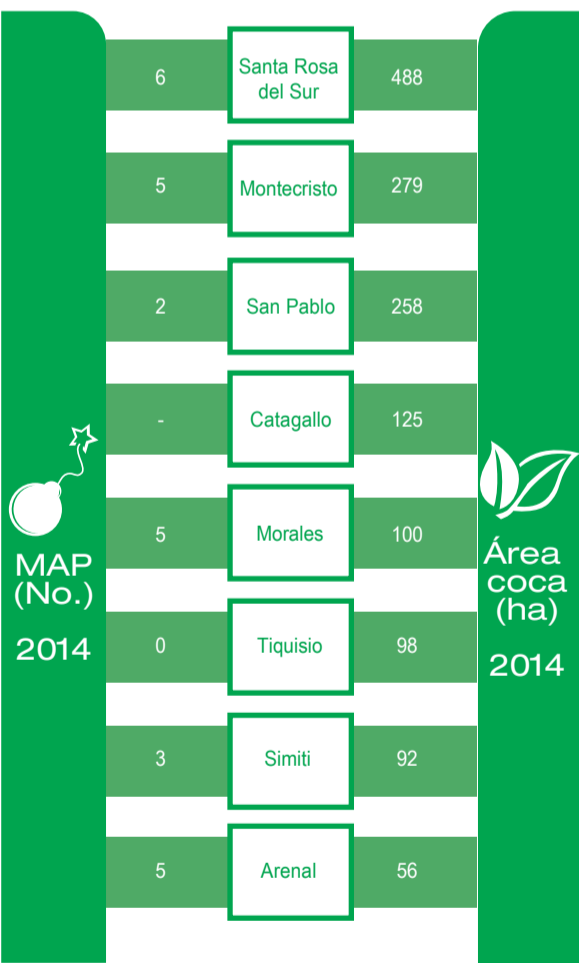 6
Santa Rosa
del Sur
488
5
Montecristo
279
2
San Pablo
258
-
Catagallo
125
5
Morales
100
0
Tiquisio
98
3
Simiti
92
5
Arenal
56
MAP
(No.)
2014
Área
coca
(ha)
2014